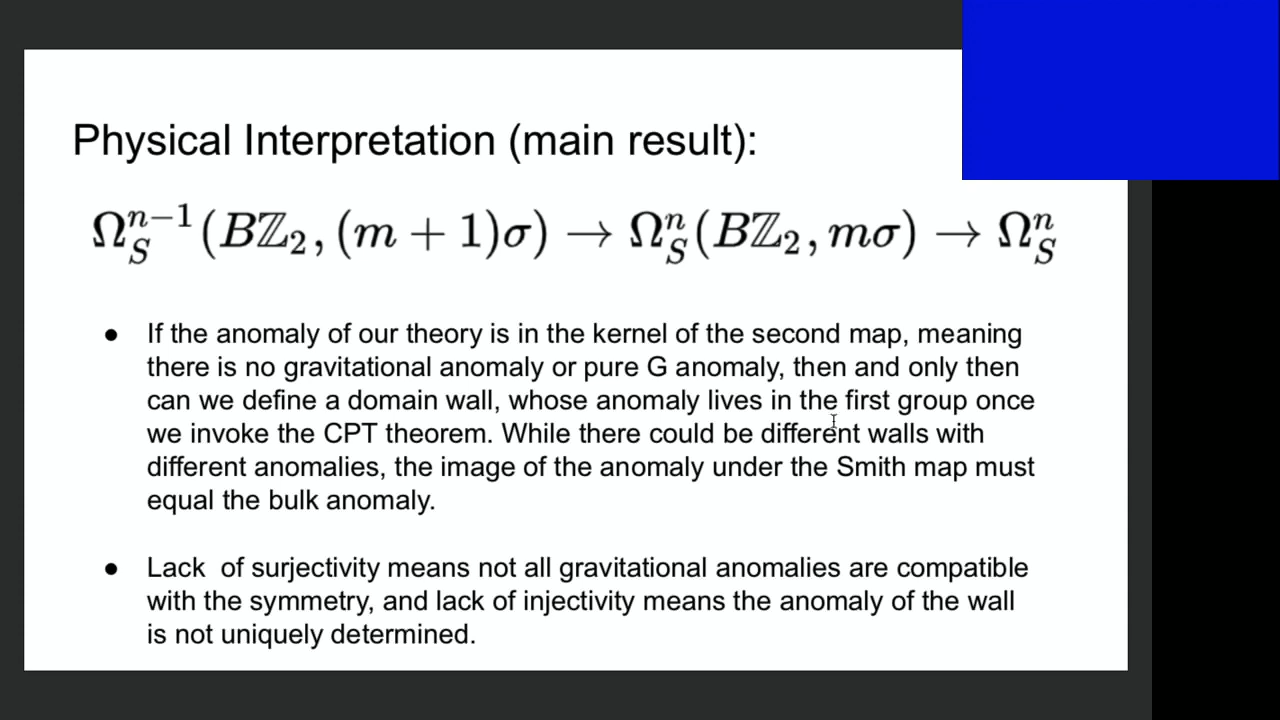 Physical Interpretation (main result):
Ω_S^{n−1}(Bℤ₂, (m + 1)σ) → Ω_S^n(Bℤ₂, mσ) → Ω_S^n
● If the anomaly of our theory is in the kernel of the second map, meaning
there is no gravitational anomaly or pure G anomaly, then and only then
can we define a domain wall, whose anomaly lives in the first group once
we invoke the CPT theorem. While there could be different walls with
different anomalies, the image of the anomaly under the Smith map must
equal the bulk anomaly.
● Lack of surjectivity means not all gravitational anomalies are compatible
with the symmetry, and lack of injectivity means the anomaly of the wall
is not uniquely determined.